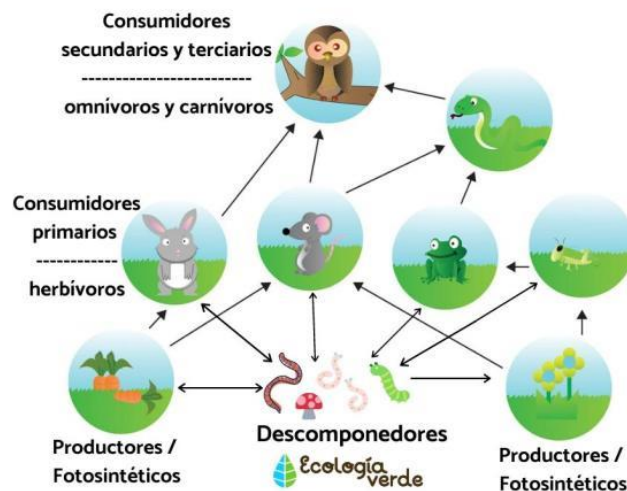 Consumidores
secundarios y terciarios
--------------------------
omnívoros y carnívoros
Consumidores
primarios
------------
herbívoros
Productores /
Fotosintéticos
Descomponedores
Ecología
verde
Productores /
Fotosintéticos